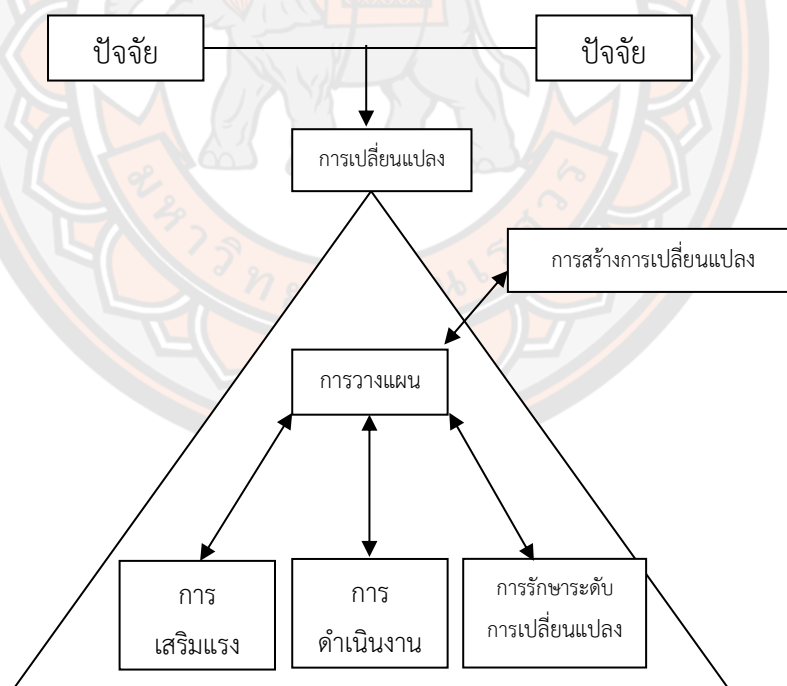 ปัจจัย
ปัจจัย
การเปลี่ยนแปลง
การสร้างการเปลี่ยนแปลง
การวางแผน
การ
เสริมแรง
การ
ดำเนินงาน
การรักษาระดับ
การเปลี่ยนแปลง